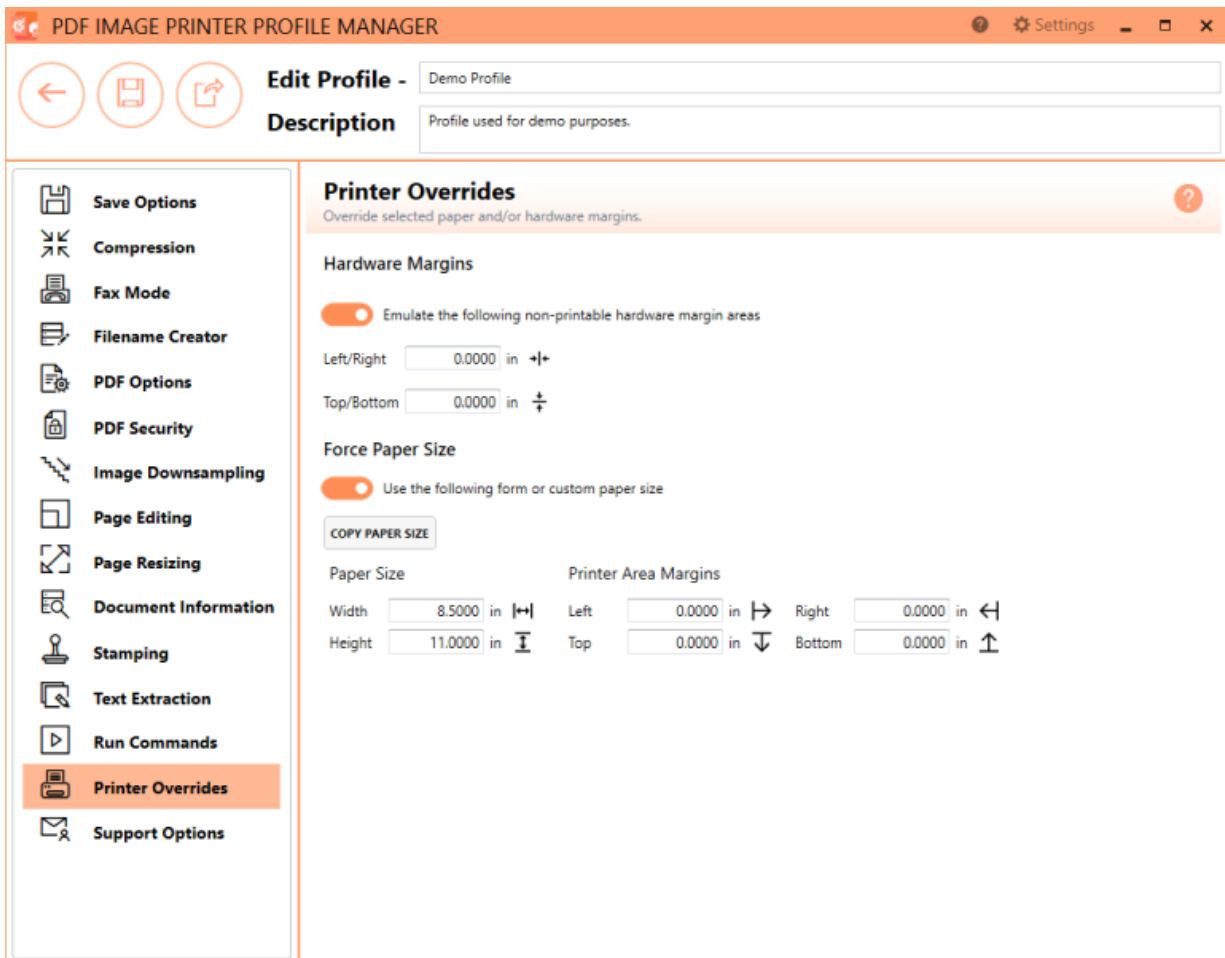 PDF IMAGE PRINTER PROFILE MANAGER ? Settings
Edit Profile - Demo Profile
Description Profile used for demo purposes.
Save Options
Compression
Fax Mode
Filename Creator
PDF Options
PDF Security
Image Downsampling
Page Editing
Page Resizing
Document Information
Stamping
Text Extraction
Run Commands
Printer Overrides
Support Options
Printer Overrides ?
Override selected paper and/or hardware margins.
Hardware Margins
Emulate the following non-printable hardware margin areas
Left/Right 0.0000 in
Top/Bottom 0.0000 in
Force Paper Size
Use the following form or custom paper size
COPY PAPER SIZE
Paper Size Printer Area Margins
Width 8.5000 in Left 0.0000 in Right 0.0000 in
Height 11.0000 in Top 0.0000 in Bottom 0.0000 in